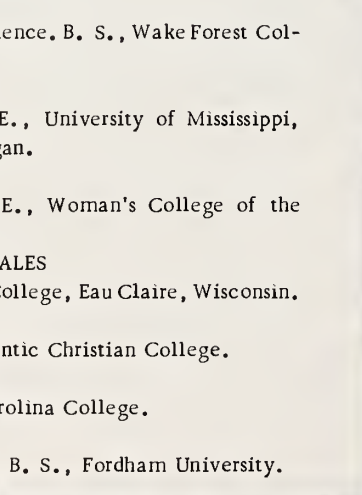 ence. B. S., Wake Forest Col-
E., University of Mississippi,
gan.
E., Woman's College of the
ALES
College, Eau Claire, Wisconsin.
ntic Christian College.
rolina College.
B. S., Fordham University.